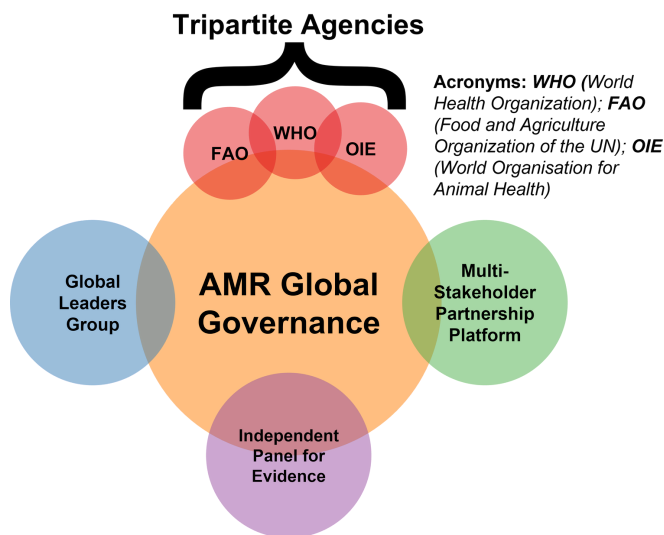 Tripartite Agencies
FAO
WHO
OIE
Acronyms: WHO (World
Health Organization); FAO
(Food and Agriculture
Organization of the UN); OIE
(World Organisation for
Animal Health)
Global
Leaders
Group
AMR Global
Governance
Multi-
Stakeholder
Partnership
Platform
Independent
Panel for
Evidence